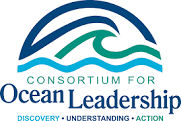 CONSORTIUM FOR
Ocean Leadership
DISCOVERY • UNDERSTANDING • ACTION